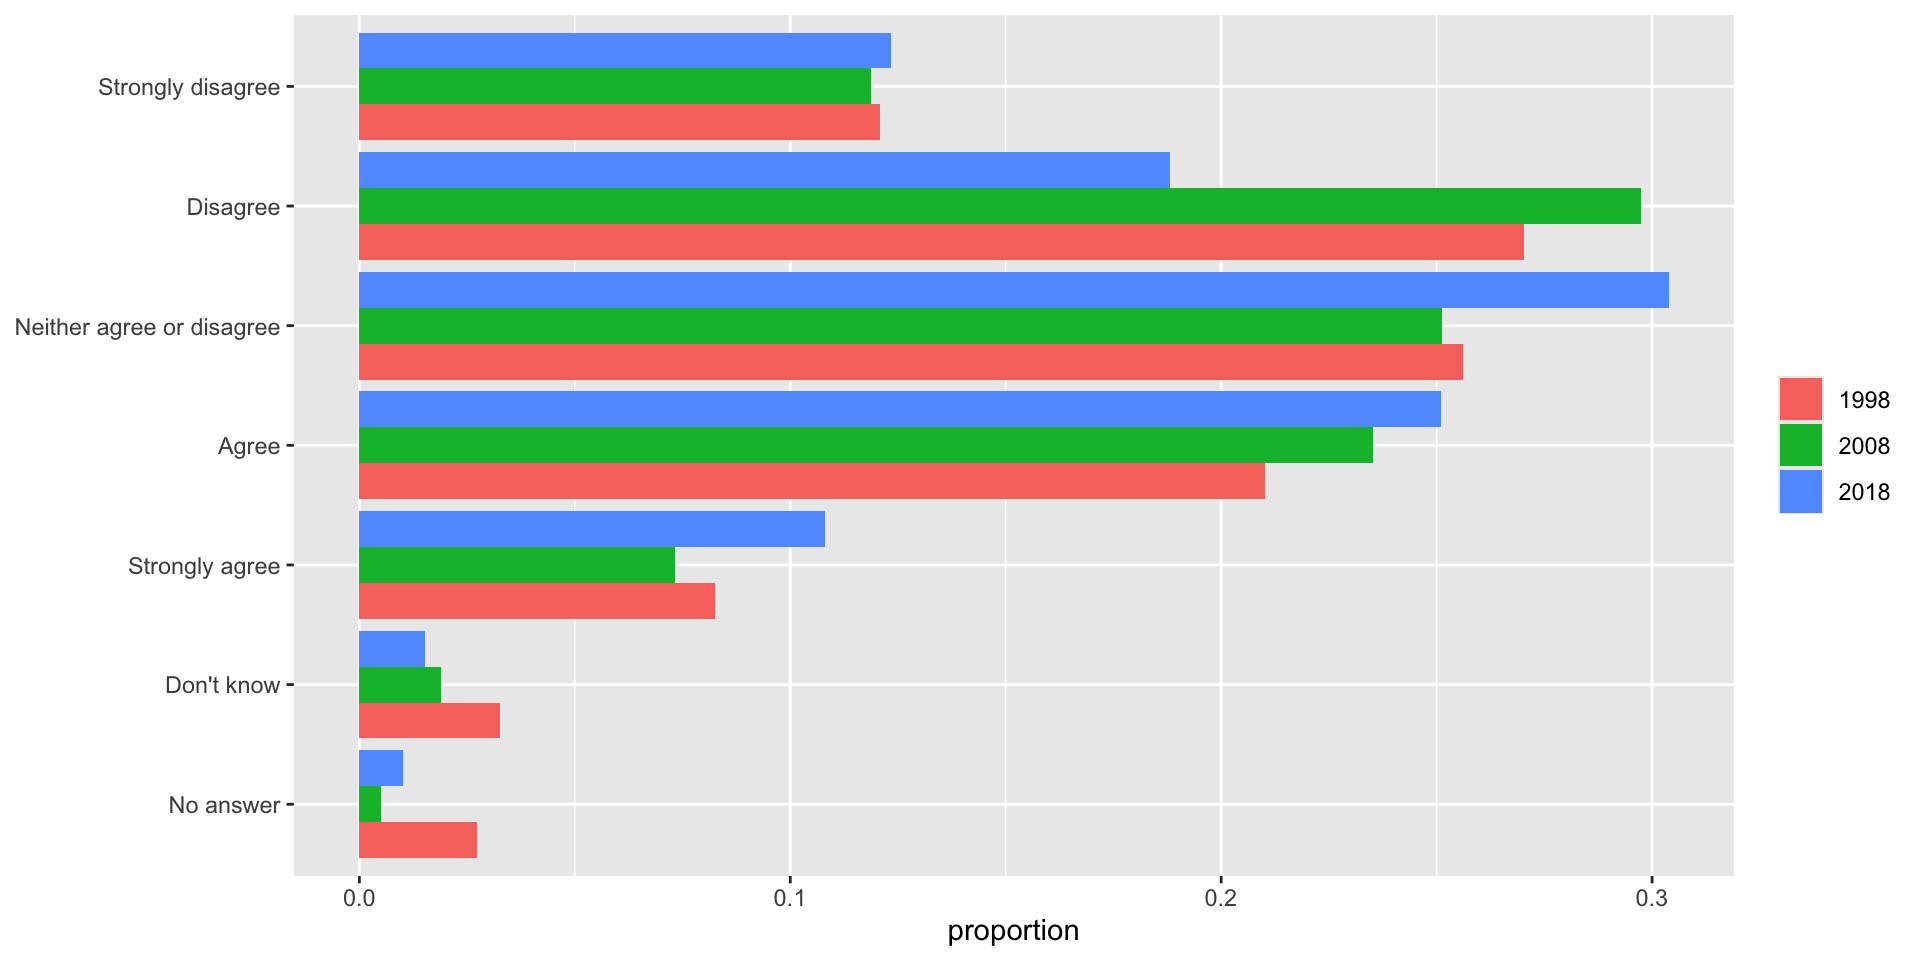 Strongly disagree
Disagree
Neither agree or disagree
Agree
Strongly agree
Don't know
No answer
0.0 0.1 0.2 0.3
proportion
1998
2008
2018